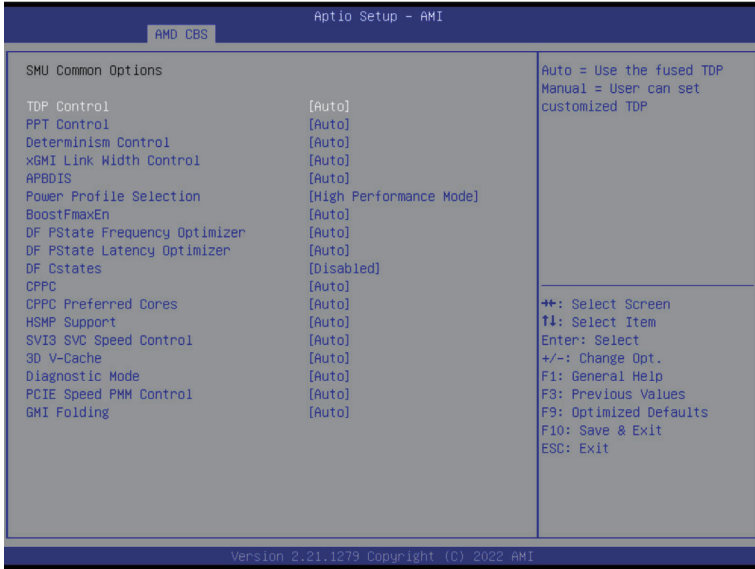 Aptio Setup - AMI
AMD CBS
SMU Common Options
TDP Control [Auto]
PPT Control [Auto]
Determinism Control [Auto]
xGMI Link Width Control [Auto]
APBDIS [Auto]
Power Profile Selection [High Performance Mode]
BoostFmaxEn [Auto]
DF PState Frequency Optimizer [Auto]
DF PState Latency Optimizer [Auto]
DF Cstates [Disabled]
CPPC [Auto]
CPPC Preferred Cores [Auto]
HSMP Support [Auto]
SVI3 SVC Speed Control [Auto]
3D V-Cache [Auto]
Diagnostic Mode [Auto]
PCIE Speed PMM Control [Auto]
GMI Folding [Auto]
Auto = Use the fused TDP
Manual = User can set
customized TDP
→←: Select Screen
↑↓: Select Item
Enter: Select
+/-: Change Opt.
F1: General Help
F3: Previous Values
F9: Optimized Defaults
F10: Save & Exit
ESC: Exit
Version 2.21.1279 Copyright (C) 2022 AMI